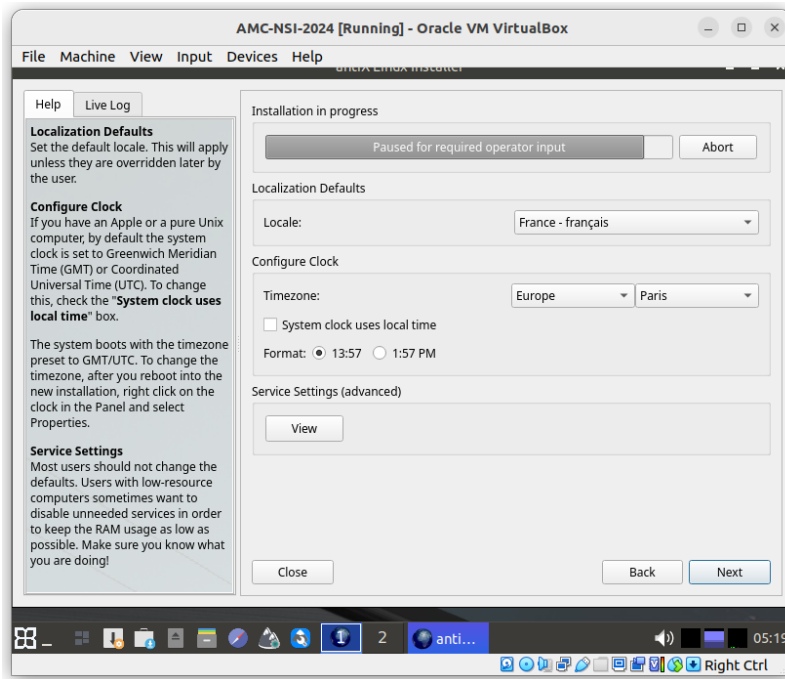 AMC-NSI-2024 [Running] - Oracle VM VirtualBox
File Machine View Input Devices Help
antiX Linux Installer
Help Live Log
Localization Defaults
Set the default locale. This will apply
unless they are overridden later by
the user.
Configure Clock
If you have an Apple or a pure Unix
computer, by default the system
clock is set to Greenwich Meridian
Time (GMT) or Coordinated
Universal Time (UTC). To change
this, check the "System clock uses
local time" box.
The system boots with the timezone
preset to GMT/UTC. To change the
timezone, after you reboot into the
new installation, right click on the
clock in the Panel and select
Properties.
Service Settings
Most users should not change the
defaults. Users with low-resource
computers sometimes want to
disable unneeded services in order
to keep the RAM usage as low as
possible. Make sure you know what
you are doing!
Installation in progress
Paused for required operator input Abort
Localization Defaults
Locale: France - français
Configure Clock
Timezone: Europe Paris
System clock uses local time
Format: 13:57 1:57 PM
Service Settings (advanced)
View
Close Back Next
1 2 anti... 05:19
Right Ctrl